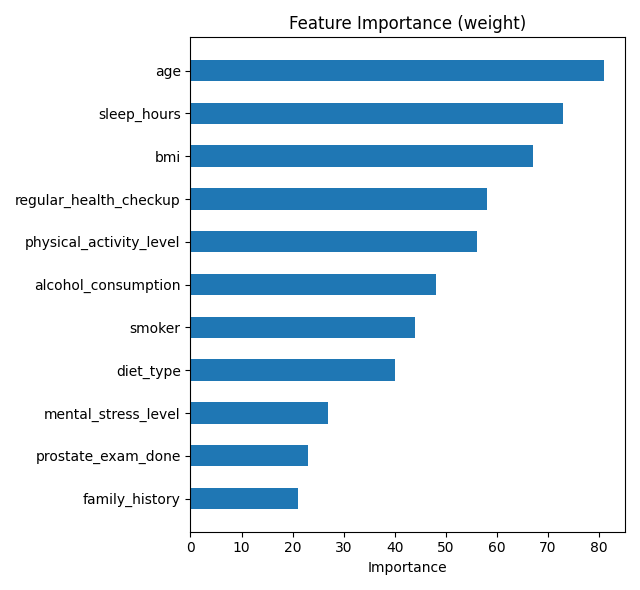 Feature Importance (weight)
age
sleep_hours
bmi
regular_health_checkup
physical_activity_level
alcohol_consumption
smoker
diet_type
mental_stress_level
prostate_exam_done
family_history
0 10 20 30 40 50 60 70 80
Importance